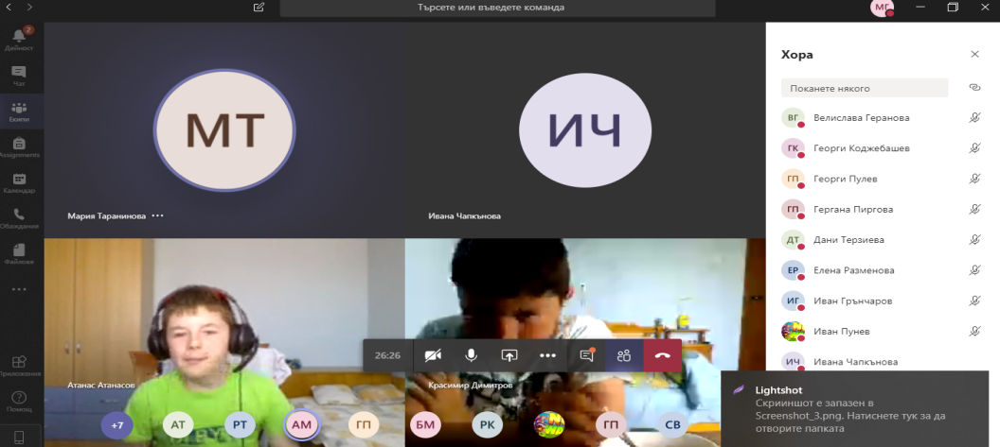 Търсете или въведете команда
МГ
2
Дейност
Чат
Екипи
Assignments
Календар
Обаждания
Файлове
Приложения
Помощ
МТ
Мария Таранинова
ИЧ
Ивана Чапкънова
Атанас Атанасов
Красимир Димитров
26:26
+7
АТ
РТ
АМ
ГП
БМ
РК
ГП
СВ
Хора
Поканете някого
ВГ Велислава Геранова
ГК Георги Коджебашев
ГП Георги Пулев
ГП Гергана Пиргова
ДТ Дани Терзиева
ЕР Елена Разменова
ИГ Иван Грънчаров
Иван Пунев
ИЧ Ивана Чапкънова
Lightshot
Скрийншот е запазен в
Screenshot_3.png. Натиснете тук за да
отворите папката